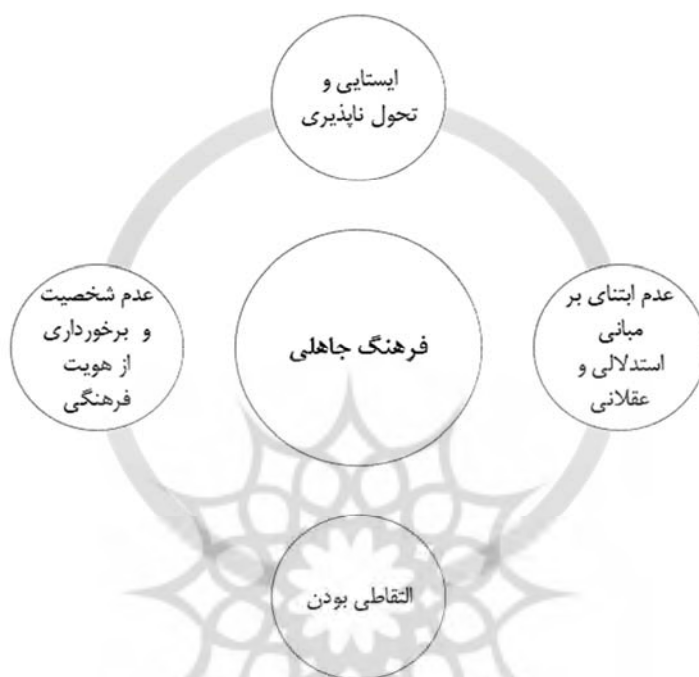 ایستایی و
تحول ناپذیری
عدم ابتنای بر
مبانی
استدلالی و
عقلانی
فرهنگ جاهلی
عدم شخصیت
و برخورداری
از هویت
فرهنگی
التقاطی بودن